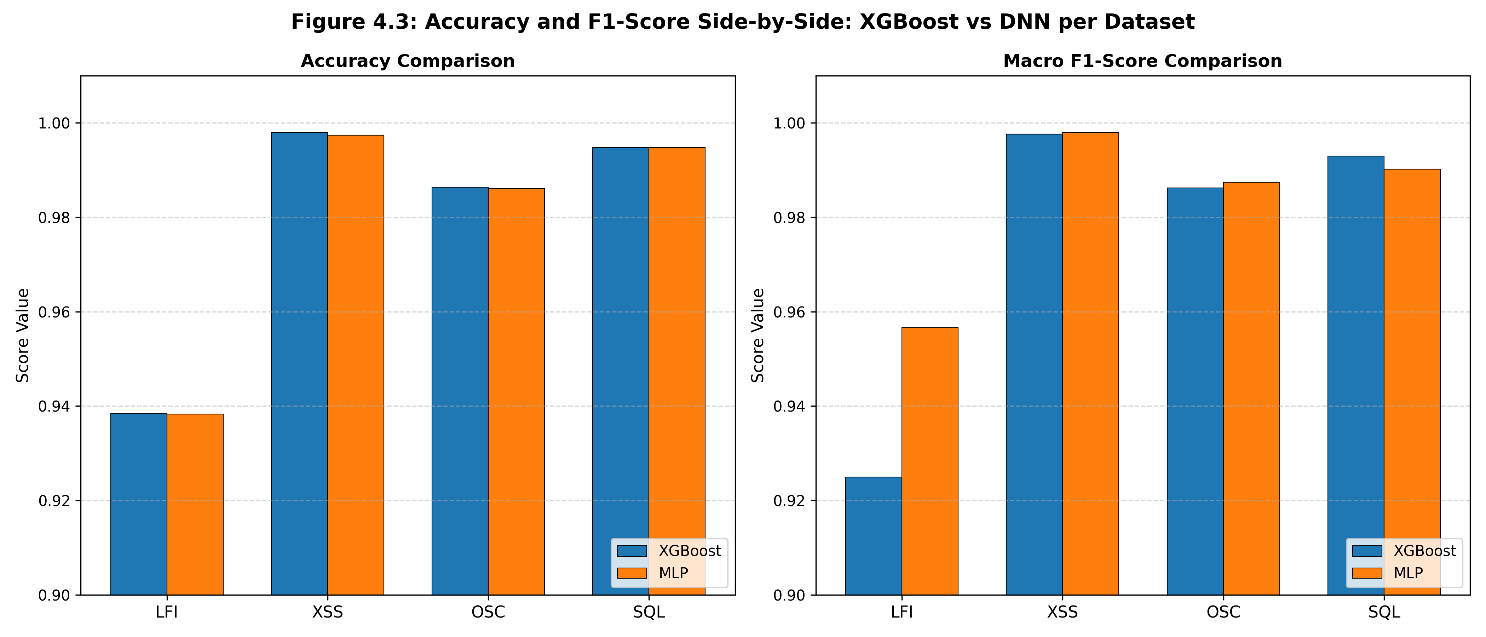 Figure 4.3: Accuracy and F1-Score Side-by-Side: XGBoost vs DNN per Dataset
Accuracy Comparison
Score Value
1.00
0.98
0.96
0.94
0.92
0.90
LFI
XSS
OSC
SQL
XGBoost
MLP
Macro F1-Score Comparison
Score Value
1.00
0.98
0.96
0.94
0.92
0.90
LFI
XSS
OSC
SQL
XGBoost
MLP